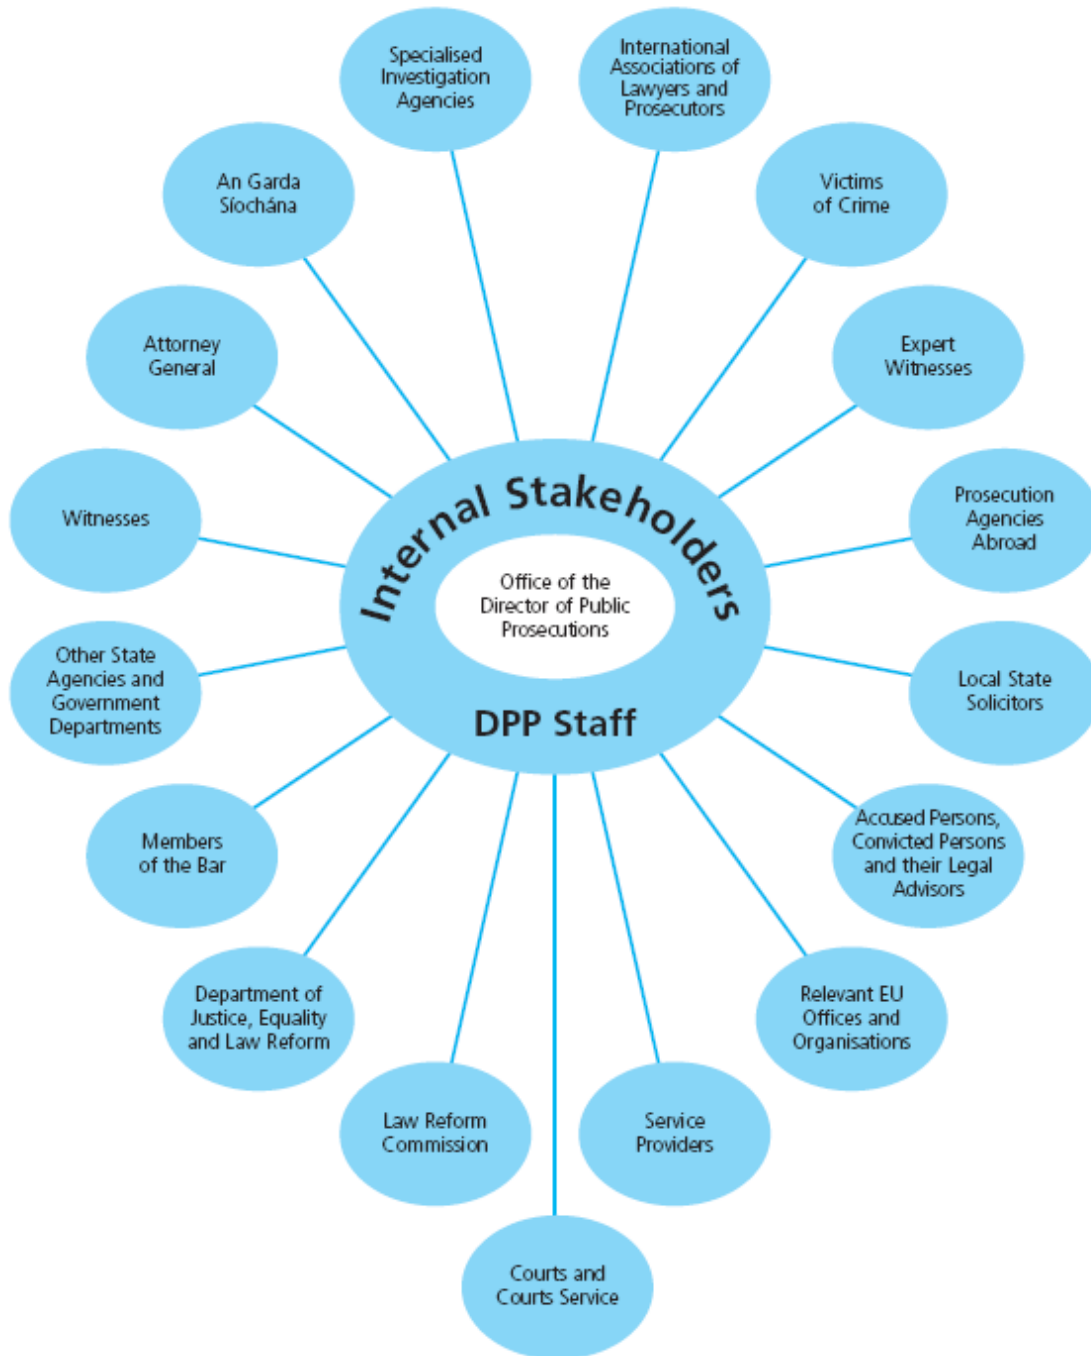 Specialised
Investigation
Agencies
International
Associations of
Lawyers and
Prosecutors
An Garda
Síochána
Victims
of Crime
Attorney
General
Expert
Witnesses
Witnesses
Prosecution
Agencies
Abroad
Internal Stakeholders
Office of the
Director of Public
Prosecutions
DPP Staff
Other State
Agencies and
Government
Departments
Local State
Solicitors
Members
of the Bar
Accused Persons,
Convicted Persons
and their Legal
Advisors
Department of
Justice, Equality
and Law Reform
Relevant EU
Offices and
Organisations
Law Reform
Commission
Service
Providers
Courts and
Courts Service